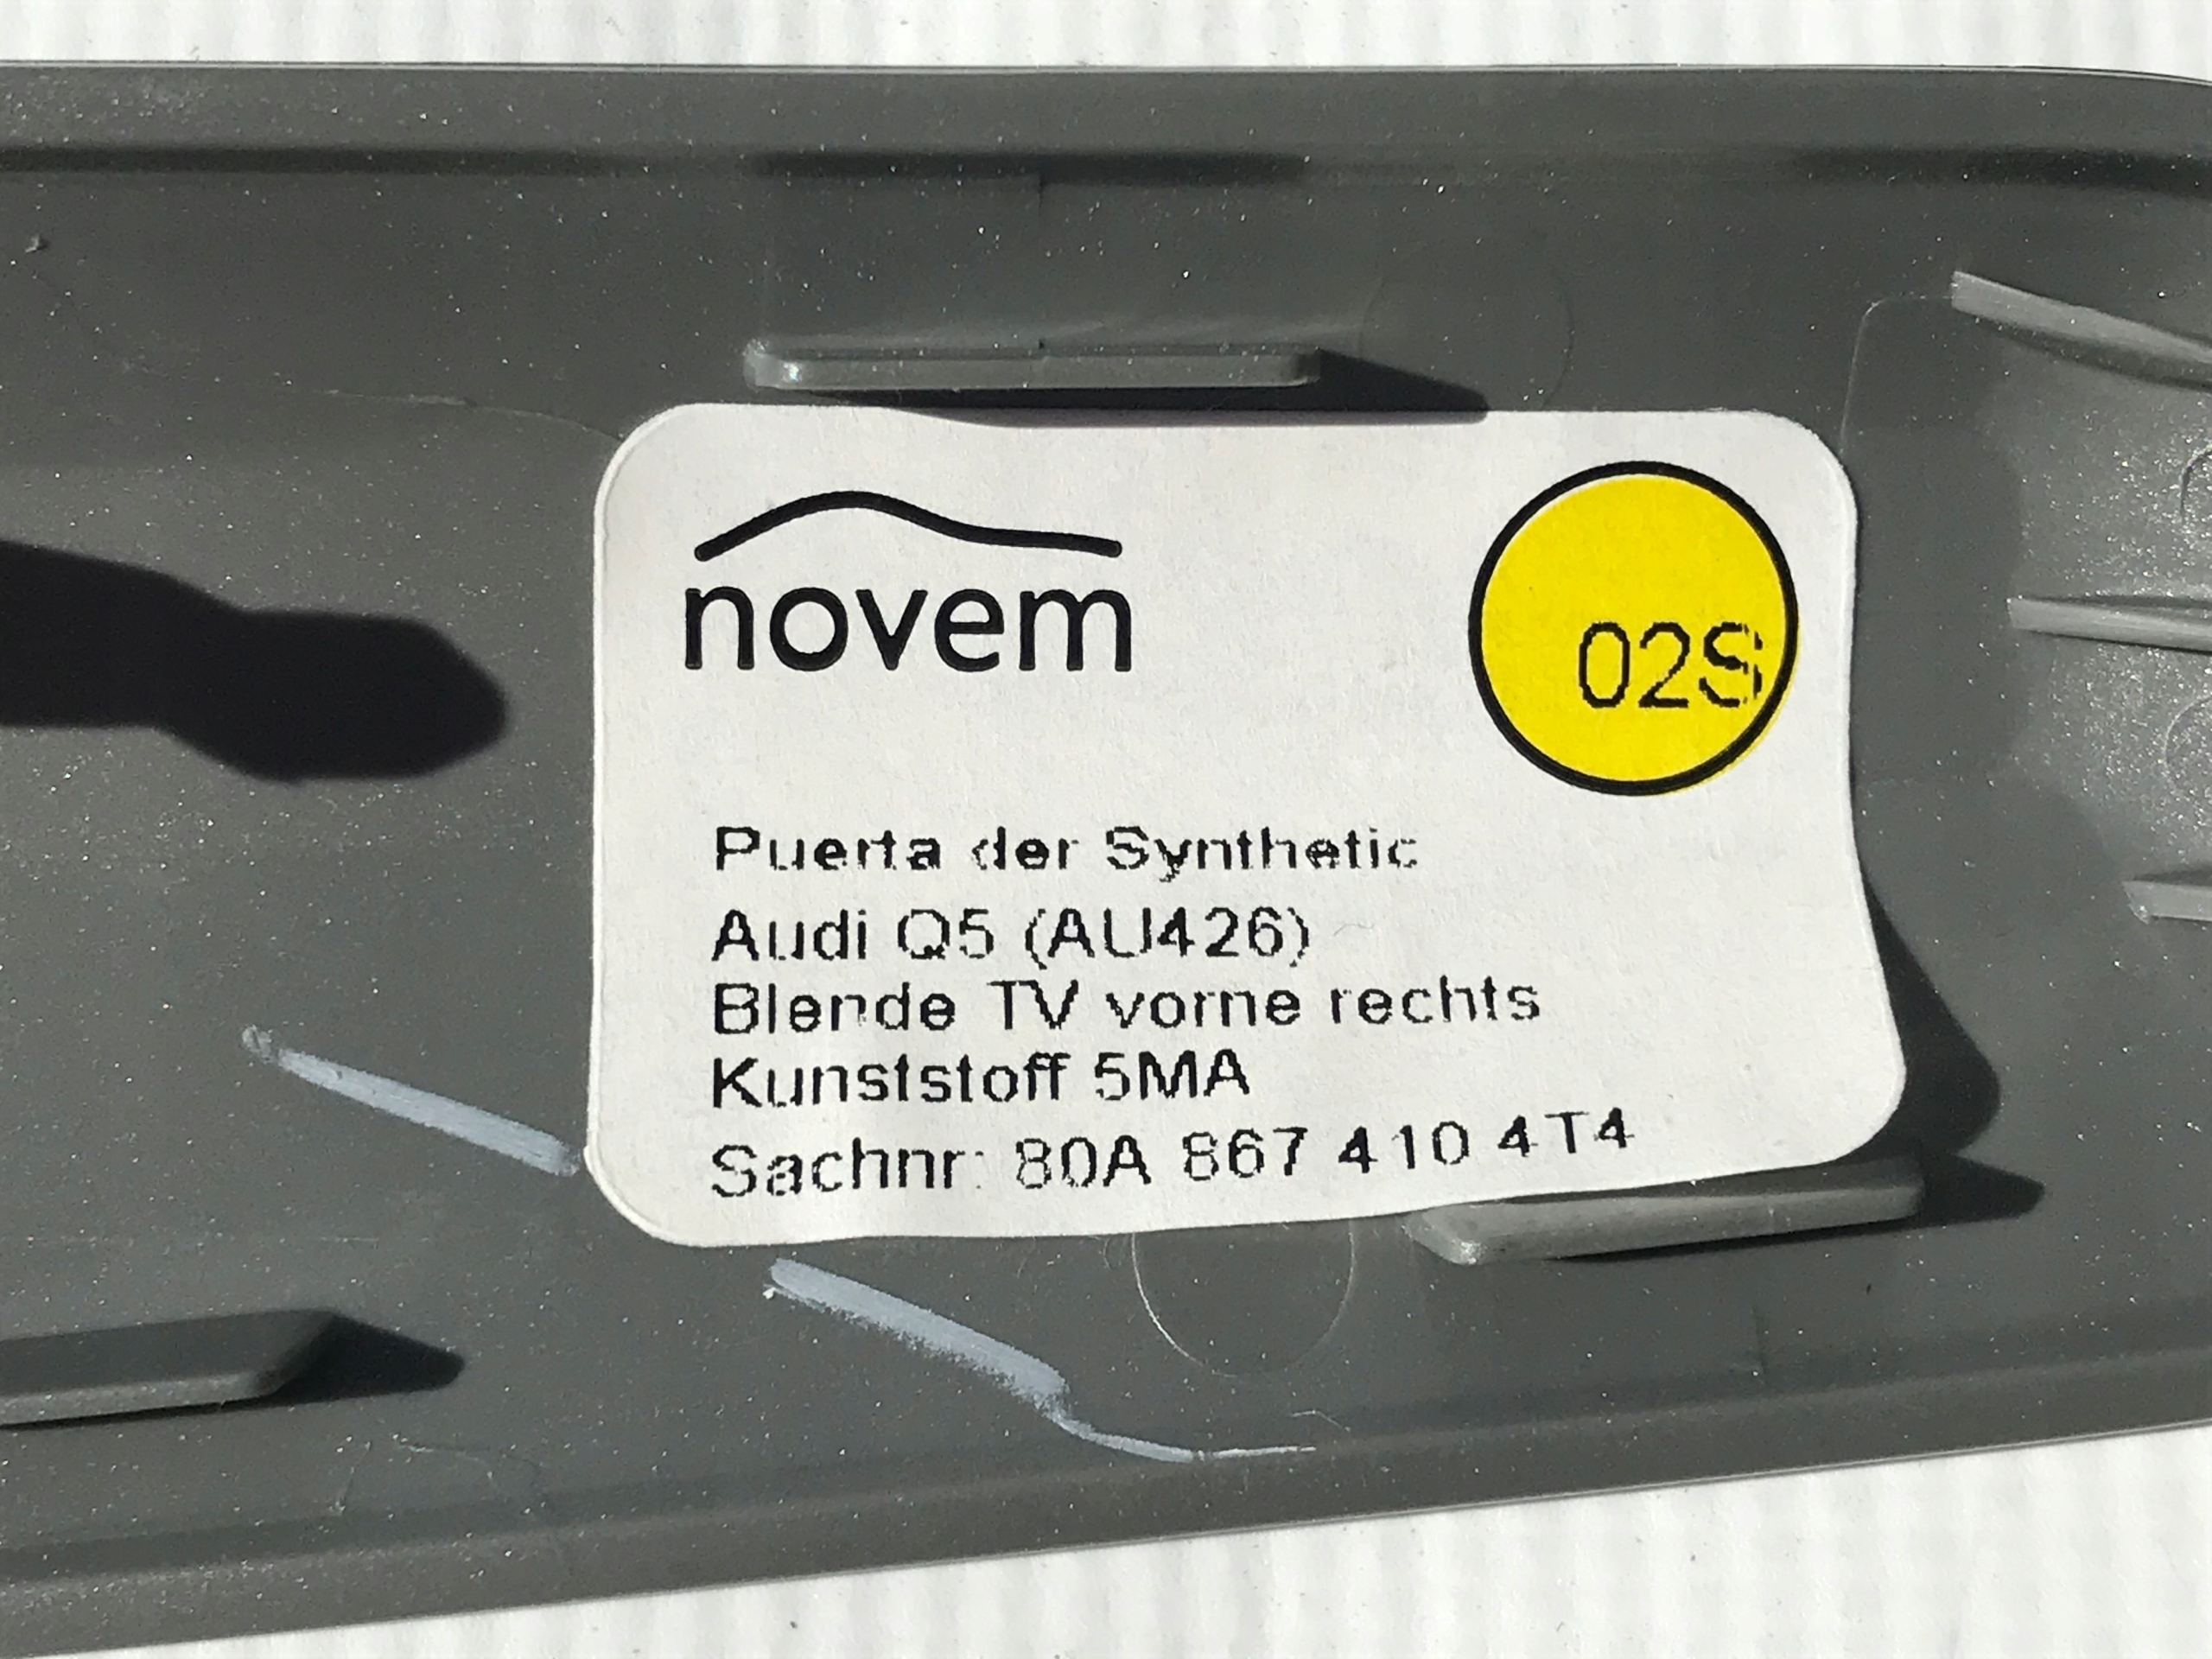 novem
02S
Puerta der Synthetic
Audi Q5 (AU426)
Blende TV vorne rechts
Kunststoff 5MA
Sachnr: 80A 867 410 4T4